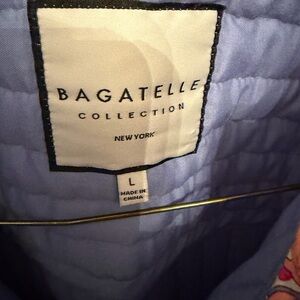 BAGATELLE
COLLECTION
NEW YORK
L
MADE IN
CHINA